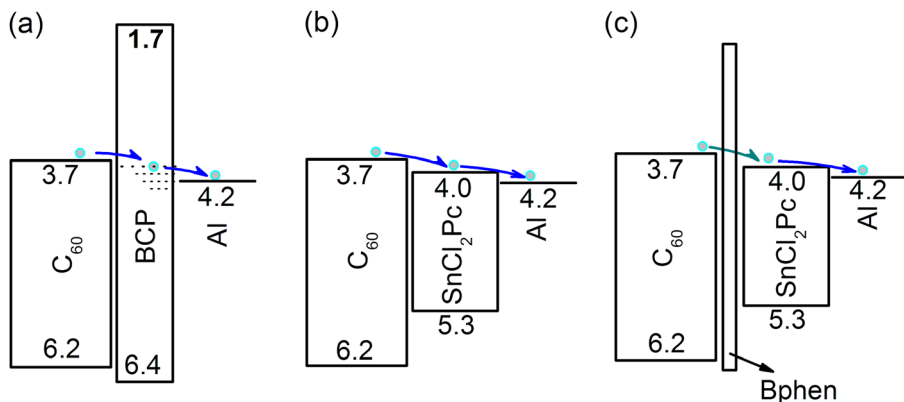 (a)
1.7
3.7
C60
6.2
BCP
6.4
4.2
Al
(b)
3.7
C60
6.2
4.0
SnCl2Pc
5.3
4.2
Al
(c)
3.7
C60
6.2
4.0
SnCl2Pc
5.3
4.2
Al
Bphen